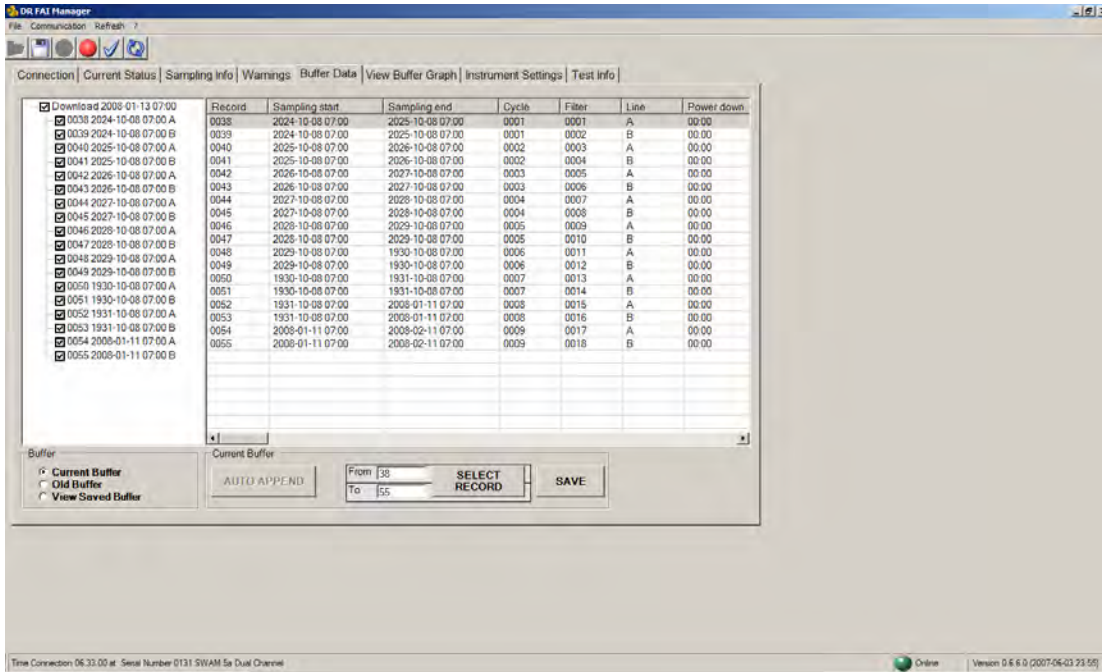 DR FAI Manager
File Communication Refresh ?
Connection Current Status Sampling Info Warnings Buffer Data View Buffer Graph Instrument Settings Test Info
Download 2008-01-13 07:00
0038 2024-10-08 07:00 A
0039 2024-10-08 07:00 B
0040 2025-10-08 07:00 A
0041 2025-10-08 07:00 B
0042 2026-10-08 07:00 A
0043 2026-10-08 07:00 B
0044 2027-10-08 07:00 A
0045 2027-10-08 07:00 B
0046 2028-10-08 07:00 A
0047 2028-10-08 07:00 B
0048 2029-10-08 07:00 A
0049 2029-10-08 07:00 B
0050 1930-10-08 07:00 A
0051 1930-10-08 07:00 B
0052 1931-10-08 07:00 A
0053 1931-10-08 07:00 B
0054 2008-01-11 07:00 A
0055 2008-01-11 07:00 B
Record Sampling start Sampling end Cycle Filter Line Power down
0038 2024-10-08 07:00 2025-10-08 07:00 0001 0001 A 00:00
0039 2024-10-08 07:00 2025-10-08 07:00 0001 0002 B 00:00
0040 2025-10-08 07:00 2026-10-08 07:00 0002 0003 A 00:00
0041 2025-10-08 07:00 2026-10-08 07:00 0002 0004 B 00:00
0042 2026-10-08 07:00 2027-10-08 07:00 0003 0005 A 00:00
0043 2026-10-08 07:00 2027-10-08 07:00 0003 0006 B 00:00
0044 2027-10-08 07:00 2028-10-08 07:00 0004 0007 A 00:00
0045 2027-10-08 07:00 2028-10-08 07:00 0004 0008 B 00:00
0046 2028-10-08 07:00 2029-10-08 07:00 0005 0009 A 00:00
0047 2028-10-08 07:00 2029-10-08 07:00 0005 0010 B 00:00
0048 2029-10-08 07:00 1930-10-08 07:00 0006 0011 A 00:00
0049 2029-10-08 07:00 1930-10-08 07:00 0006 0012 B 00:00
0050 1930-10-08 07:00 1931-10-08 07:00 0007 0013 A 00:00
0051 1930-10-08 07:00 1931-10-08 07:00 0007 0014 B 00:00
0052 1931-10-08 07:00 2008-01-11 07:00 0008 0015 A 00:00
0053 1931-10-08 07:00 2008-01-11 07:00 0008 0016 B 00:00
0054 2008-01-11 07:00 2008-02-11 07:00 0009 0017 A 00:00
0055 2008-01-11 07:00 2008-02-11 07:00 0009 0018 B 00:00
Buffer
Current Buffer
Old Buffer
View Saved Buffer
Current Buffer
AUTO APPEND
From 38
To 55
SELECT
RECORD
SAVE
Time Connection 06.33.00 at Serial Number 0131 SWAM 5a Dual Channel
Online
Version 0.6.6.0 (2007-06-03 23:55)